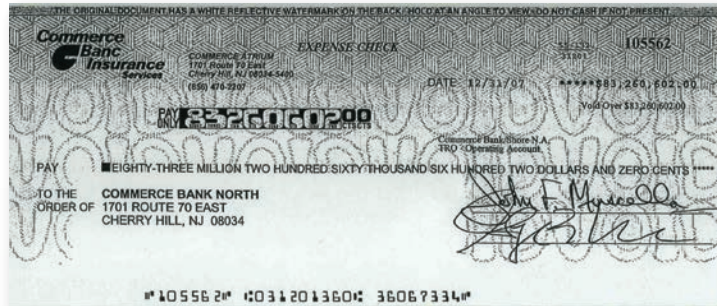 THE ORIGINAL DOCUMENT HAS A WHITE REFLECTIVE WATERMARK ON THE BACK. HOLD AT AN ANGLE TO VIEW. DO NOT CASH IF NOT PRESENT.
Commerce
Banc
Insurance
Services
COMMERCE ATRIUM
1701 Route 70 East
Cherry Hill, NJ 08034-5400
(856) 470-2207
EXPENSE CHECK
105562
DATE 12/31/07 *****$83,260,602.00
Void Over $83,260,602.00
PAY ONLY 8326060200 CTSCTS
Commerce Bank/Shore N.A.
TRO - Operating Account
PAY ■EIGHTY-THREE MILLION TWO HUNDRED SIXTY THOUSAND SIX HUNDRED TWO DOLLARS AND ZERO CENTS *****
TO THE ORDER OF
COMMERCE BANK NORTH
1701 ROUTE 70 EAST
CHERRY HILL, NJ 08034
VOID
⑈105562⑈ ⑆031201360⑆ 36067334⑈